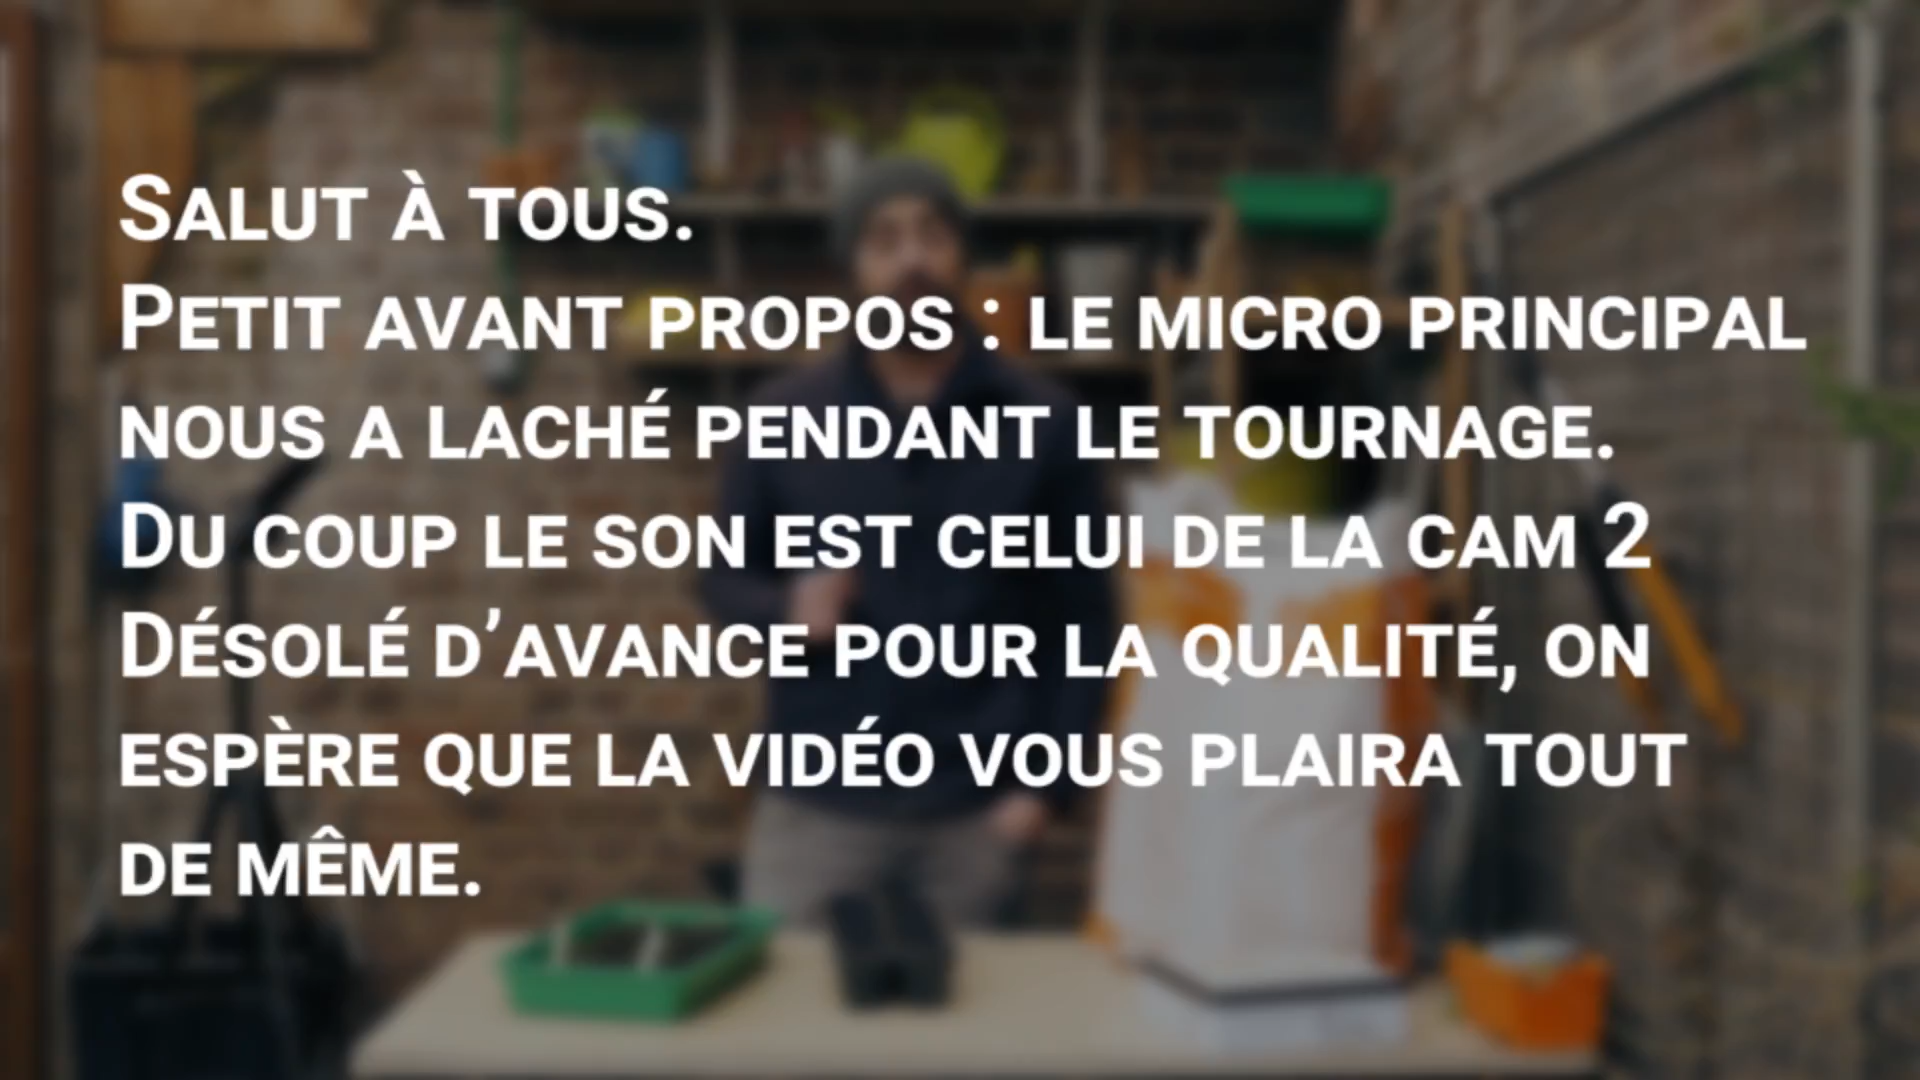 Salut à tous.
Petit avant propos : le micro principal
nous a laché pendant le tournage.
Du coup le son est celui de la cam 2
Désolé d’avance pour la qualité, on
espère que la vidéo vous plaira tout
de même.